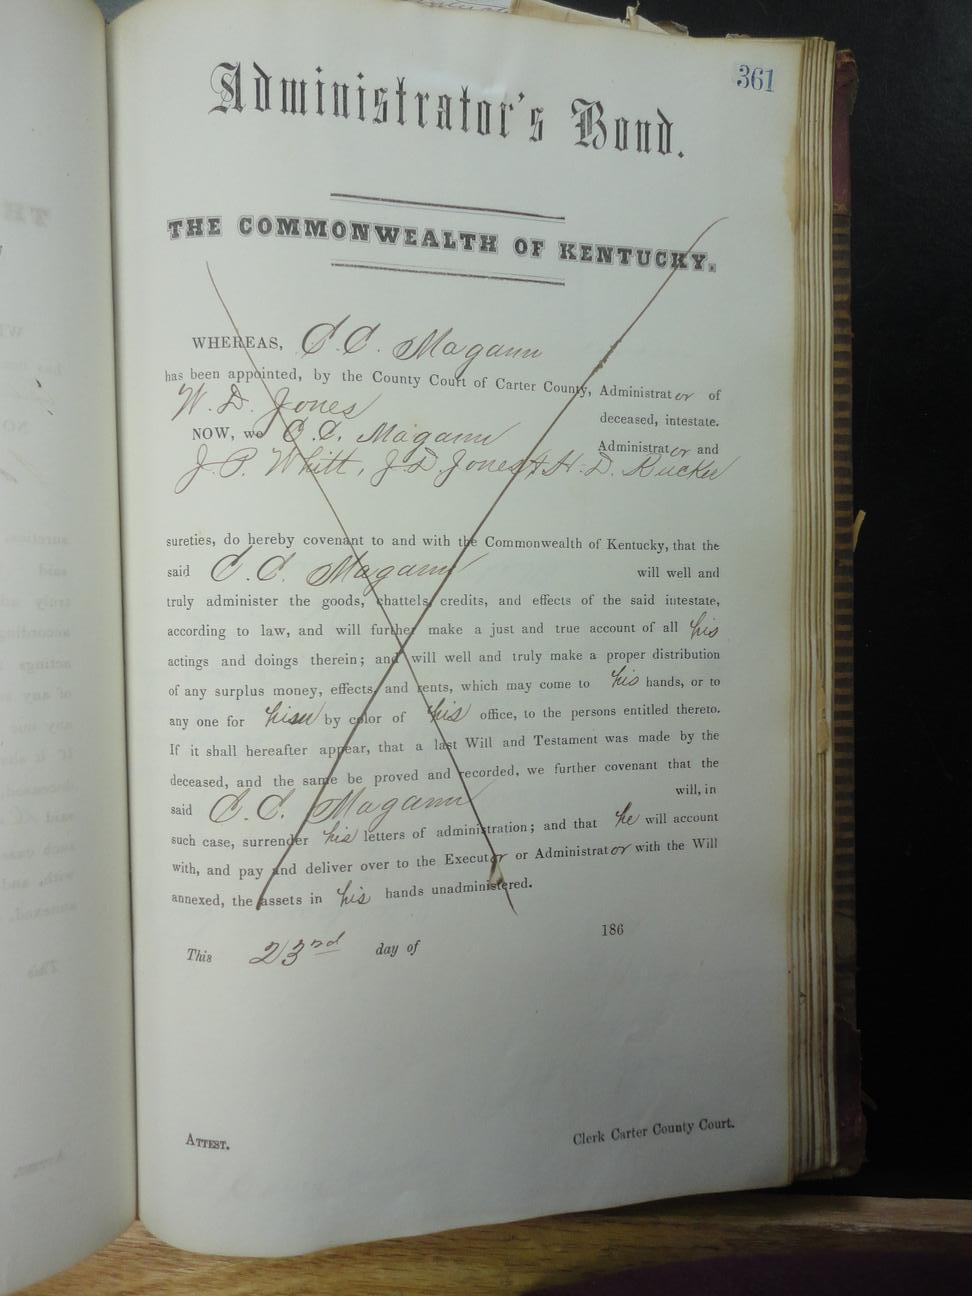 361
Administrator's Bond.
THE COMMONWEALTH OF KENTUCKY.
WHEREAS, C. C. Magann
has been appointed, by the County Court of Carter County, Administrator of
W. D. Jones deceased, intestate.
NOW, we C. C. Magann Administrator and
J. P. Whitt, J D Jones & H. D. Rucker
sureties, do hereby covenant to and with the Commonwealth of Kentucky, that the
said C. C. Magann will well and
truly administer the goods, chattels, credits, and effects of the said intestate,
according to law, and will further make a just and true account of all his
actings and doings therein; and will well and truly make a proper distribution
of any surplus money, effects, and rents, which may come to his hands, or to
any one for him by color of his office, to the persons entitled thereto.
If it shall hereafter appear, that a last Will and Testament was made by the
deceased, and the same be proved and recorded, we further covenant that the
said C. C. Magann will, in
such case, surrender his letters of administration; and that he will account
with, and pay and deliver over to the Executor or Administrator with the Will
annexed, the assets in his hands unadministered.
This 23rd day of 186
ATTEST. Clerk Carter County Court.